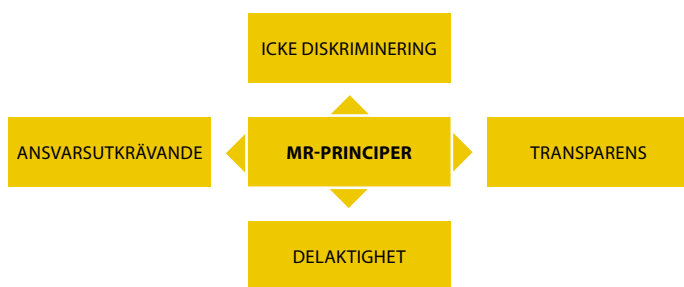 ICKE DISKRIMINERING
ANSVARSUTKRÄVANDE
MR-PRINCIPER
TRANSPARENS
DELAKTIGHET